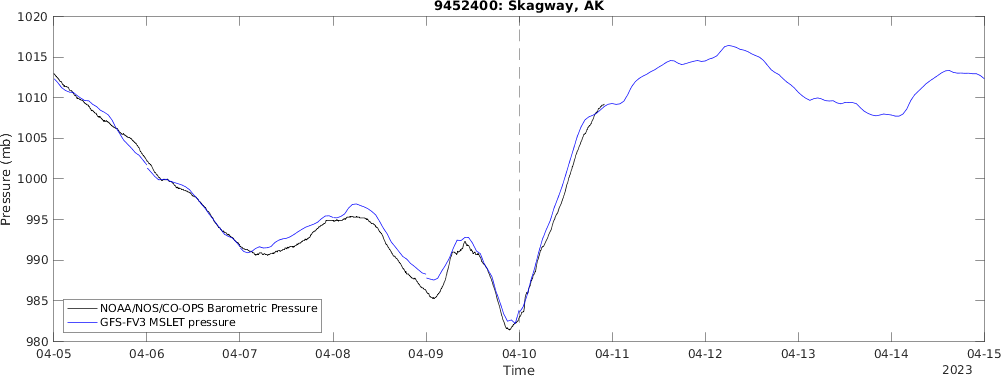 9452400: Skagway, AK
1020
1015
1010
1005
1000
995
990
985
980
Pressure (mb)
NOAA/NOS/CO-OPS Barometric Pressure
GFS-FV3 MSLET pressure
04-05 04-06 04-07 04-08 04-09 04-10 04-11 04-12 04-13 04-14 04-15
Time
2023